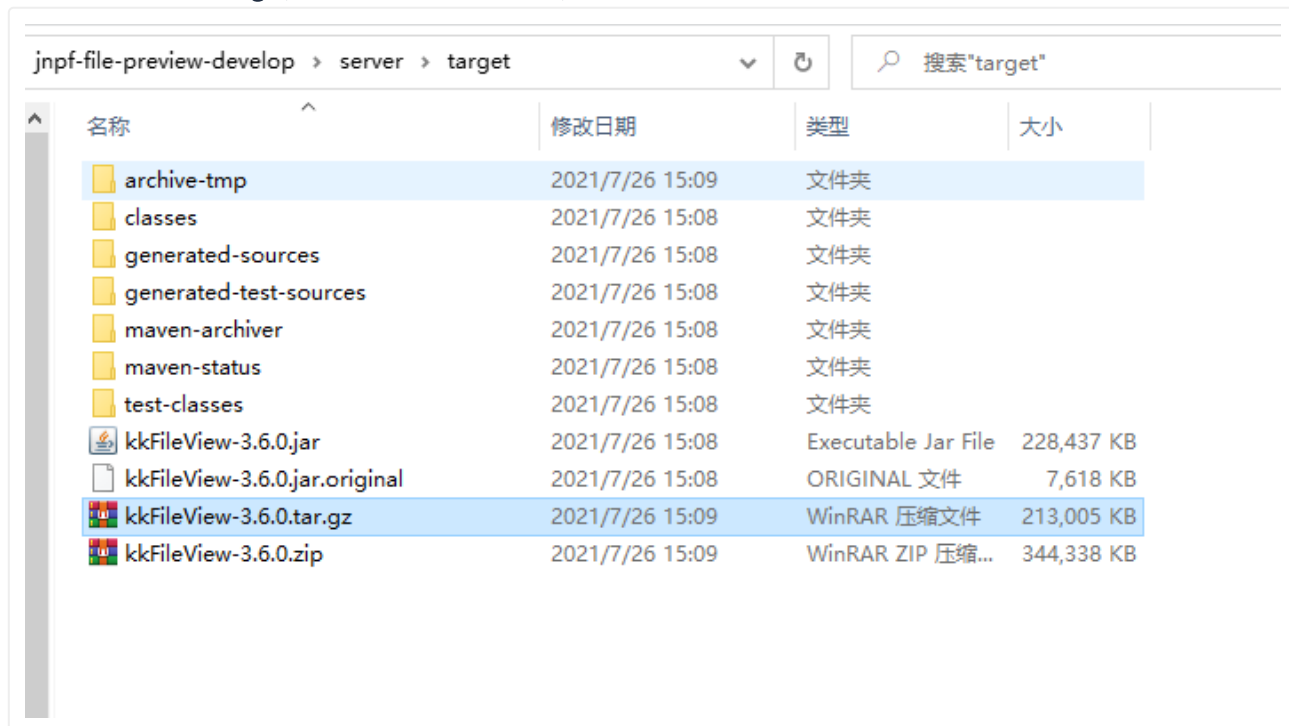 jnpf-file-preview-develop > server > target 搜索"target"
名称 修改日期 类型 大小
archive-tmp 2021/7/26 15:09 文件夹
classes 2021/7/26 15:08 文件夹
generated-sources 2021/7/26 15:08 文件夹
generated-test-sources 2021/7/26 15:08 文件夹
maven-archiver 2021/7/26 15:08 文件夹
maven-status 2021/7/26 15:08 文件夹
test-classes 2021/7/26 15:08 文件夹
kkFileView-3.6.0.jar 2021/7/26 15:08 Executable Jar File 228,437 KB
kkFileView-3.6.0.jar.original 2021/7/26 15:08 ORIGINAL 文件 7,618 KB
kkFileView-3.6.0.tar.gz 2021/7/26 15:09 WinRAR 压缩文件 213,005 KB
kkFileView-3.6.0.zip 2021/7/26 15:09 WinRAR ZIP 压缩... 344,338 KB